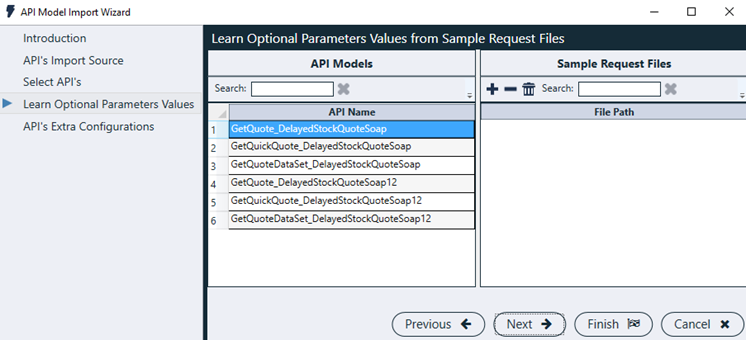 API Model Import Wizard
Introduction
API's Import Source
Select API's
Learn Optional Parameters Values
API's Extra Configurations
Learn Optional Parameters Values from Sample Request Files
API Models
Search:
API Name
1 GetQuote_DelayedStockQuoteSoap
2 GetQuickQuote_DelayedStockQuoteSoap
3 GetQuoteDataSet_DelayedStockQuoteSoap
4 GetQuote_DelayedStockQuoteSoap12
5 GetQuickQuote_DelayedStockQuoteSoap12
6 GetQuoteDataSet_DelayedStockQuoteSoap12
Sample Request Files
Search:
File Path
Previous Next Finish Cancel